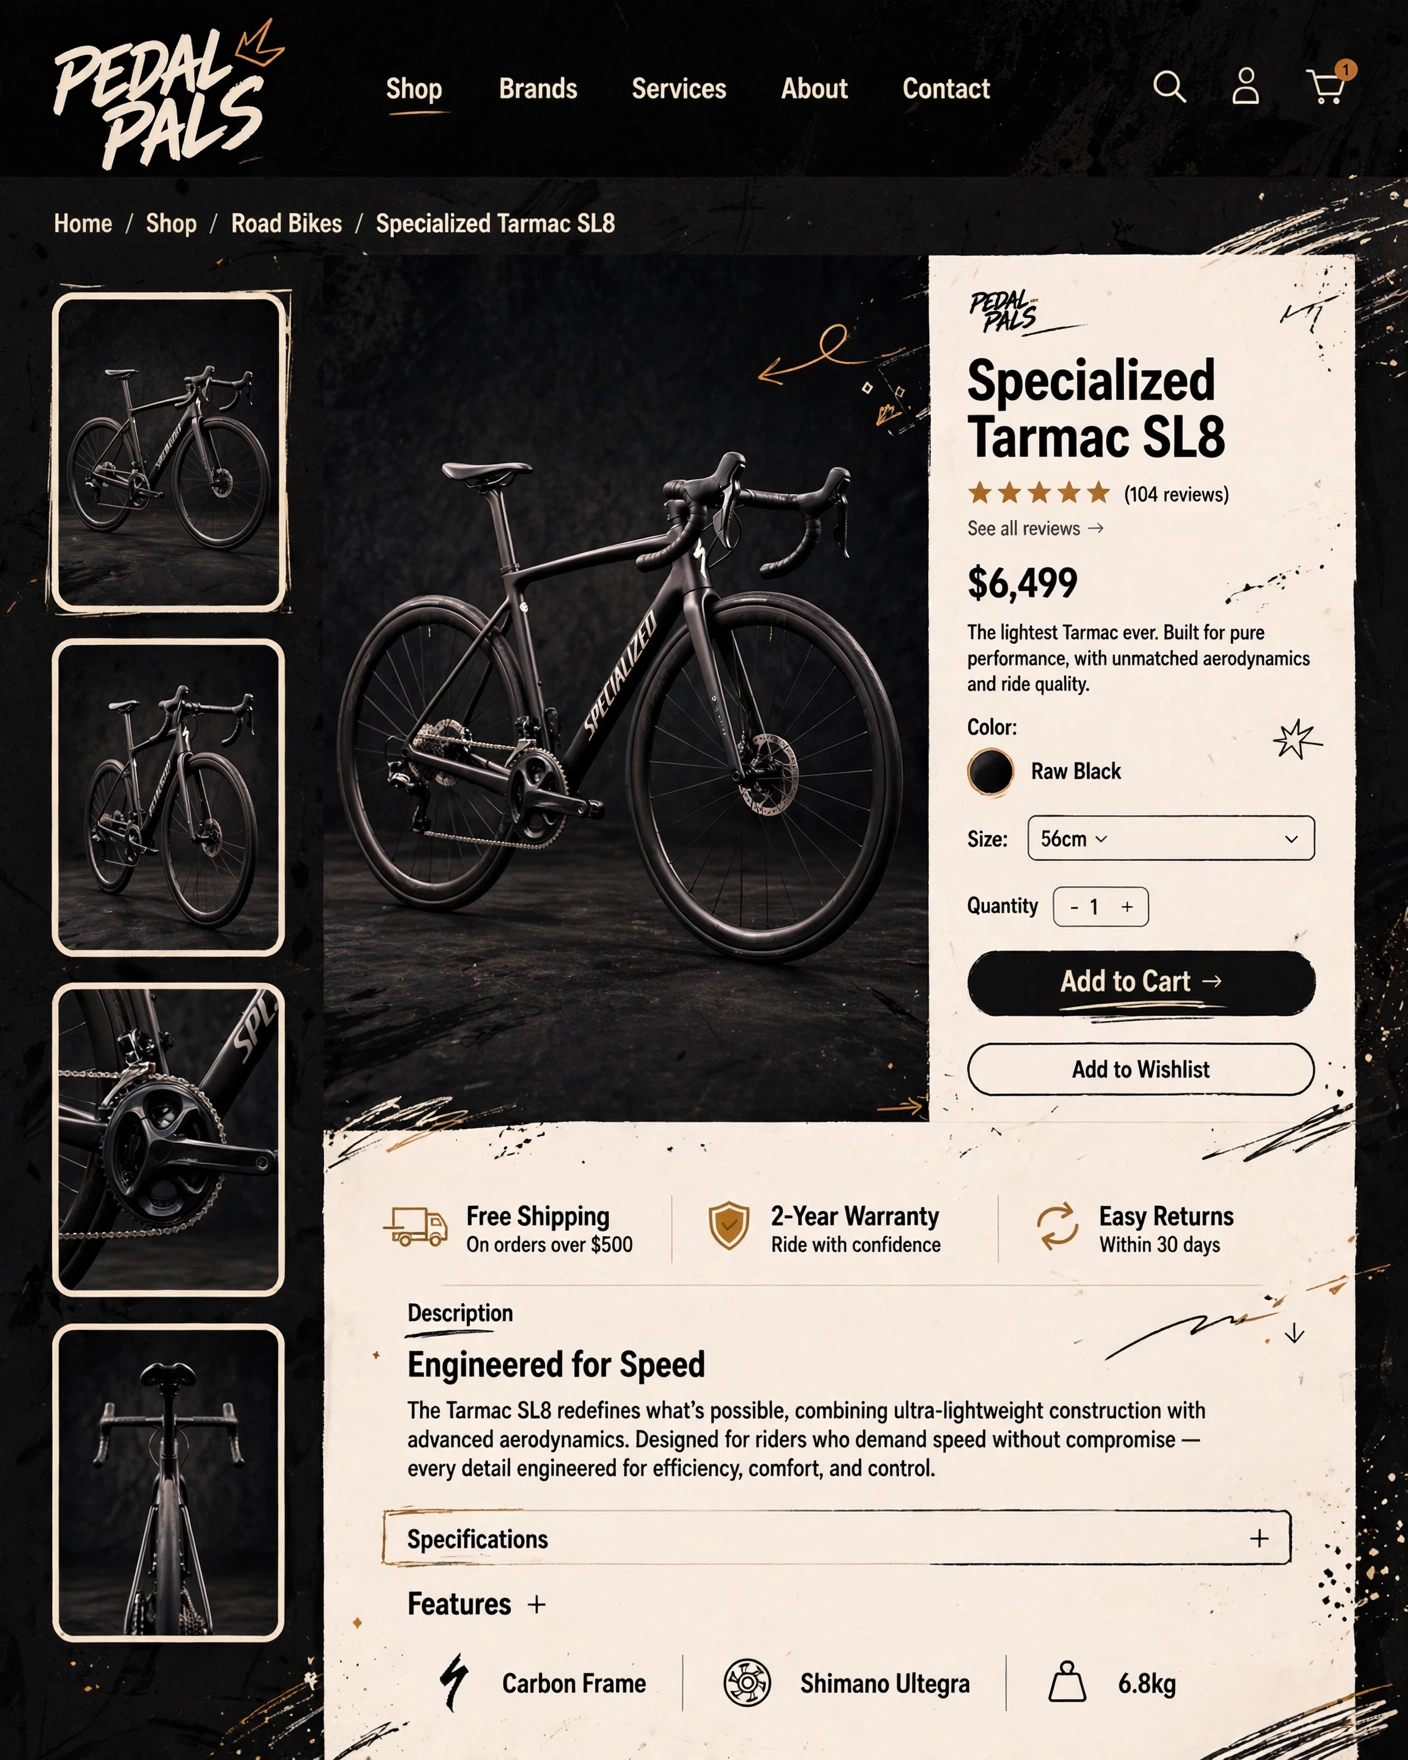 PEDAL
PALS
Shop
Brands
Services
About
Contact
1
Home / Shop / Road Bikes / Specialized Tarmac SL8
SPECIALIZED
SPECIALIZED
SPEC
PEDAL
PALS
Specialized
Tarmac SL8
(104 reviews)
See all reviews →
$6,499
The lightest Tarmac ever. Built for pure
performance, with unmatched aerodynamics
and ride quality.
Color:
Raw Black
Size: 56cm
Quantity - 1 +
Add to Cart →
Add to Wishlist
Free Shipping
On orders over $500
2-Year Warranty
Ride with confidence
Easy Returns
Within 30 days
Description
Engineered for Speed
The Tarmac SL8 redefines what's possible, combining ultra-lightweight construction with
advanced aerodynamics. Designed for riders who demand speed without compromise —
every detail engineered for efficiency, comfort, and control.
Specifications +
Features +
Carbon Frame
Shimano Ultegra
6.8kg